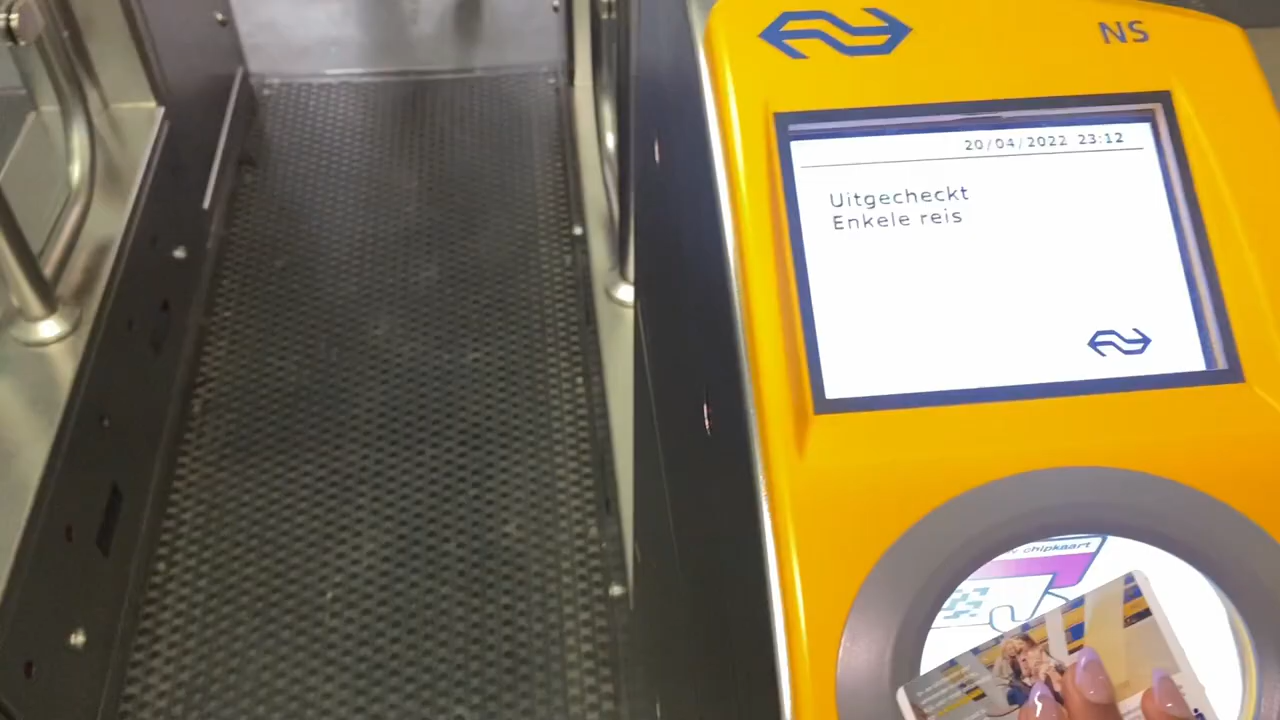 NS
20/04/2022 23:12
Uitgecheckt
Enkele reis
chipkaart